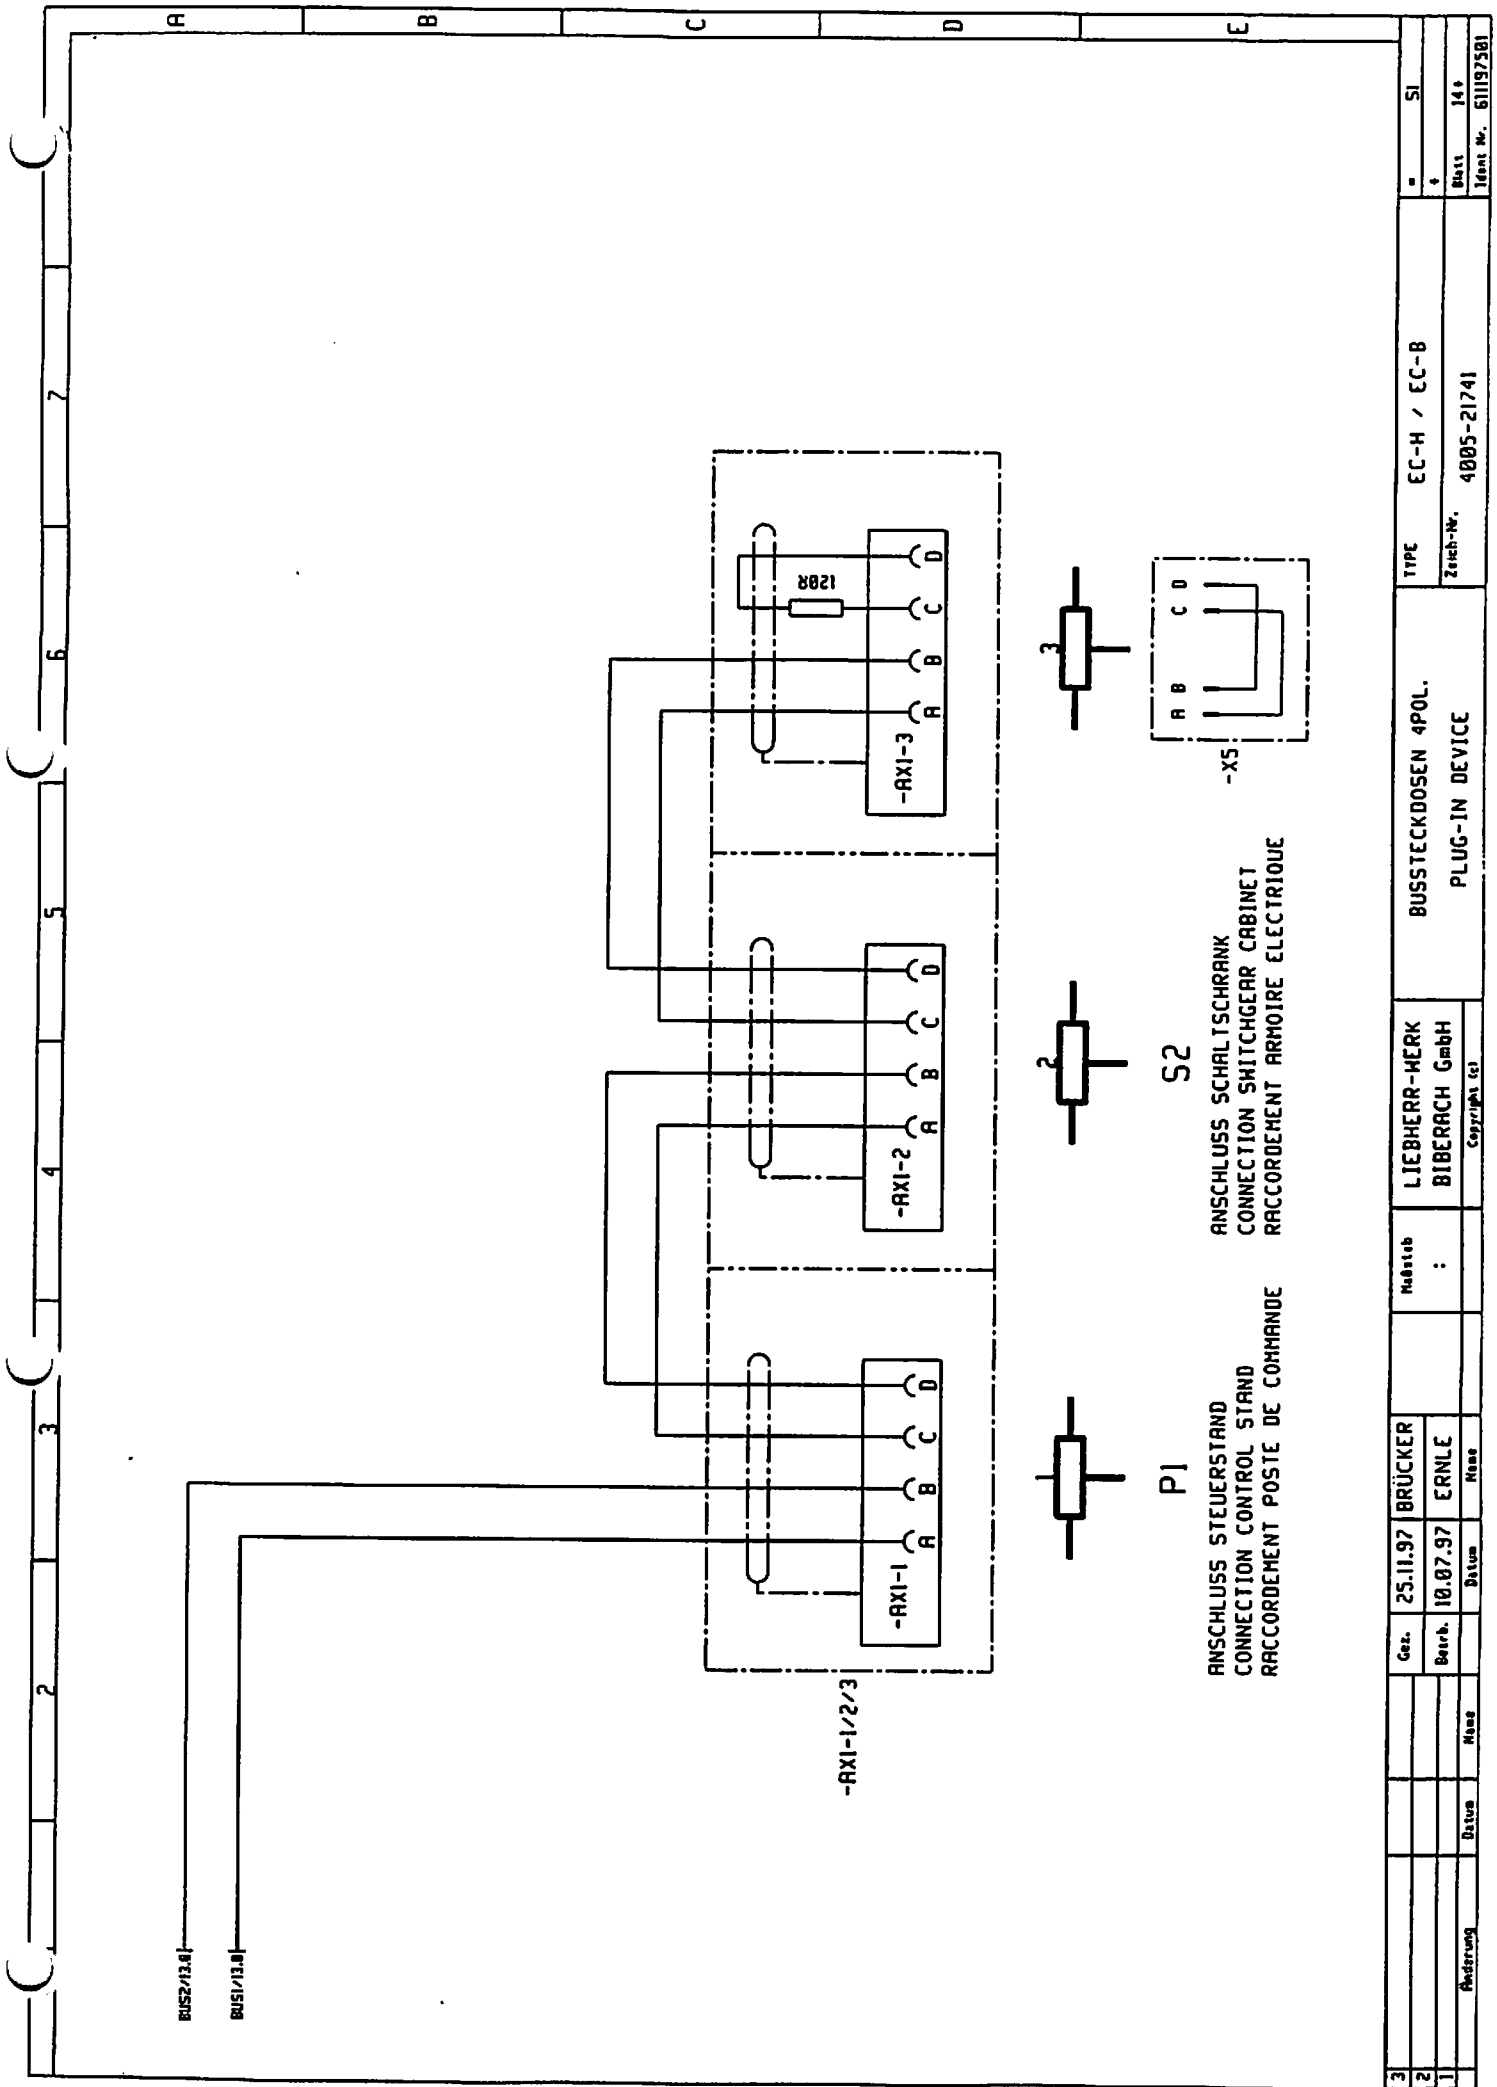 1
2
3
4
5
6
7
A
B
C
D
E
BUS2/13.8
BUS1/13.8
-AX1-1/2/3
-AX1-1
A B C D
-AX1-2
A B C D
-AX1-3
A B C D
120R
1
2
3
P1
S2
-X5
A B C D
ANSCHLUSS STEUERSTAND
CONNECTION CONTROL STAND
RACCORDEMENT POSTE DE COMMANDE
ANSCHLUSS SCHALTSCHRANK
CONNECTION SWITCHGEAR CABINET
RACCORDEMENT ARMOIRE ELECTRIQUE
3
2
1
Änderung Datum Name
Gez. 25.11.97 BRÜCKER
Bearb. 10.07.97 ERNLE
Datum Name
Maßstab
:
LIEBHERR-WERK
BIBERACH GmbH
Copyright (c)
BUSSTECKDOSEN 4POL.
PLUG-IN DEVICE
TYPE EC-H / EC-B
Zeich-Nr. 4005-21741
= S1
+
Blatt 14+
Ident Nr. 611197501